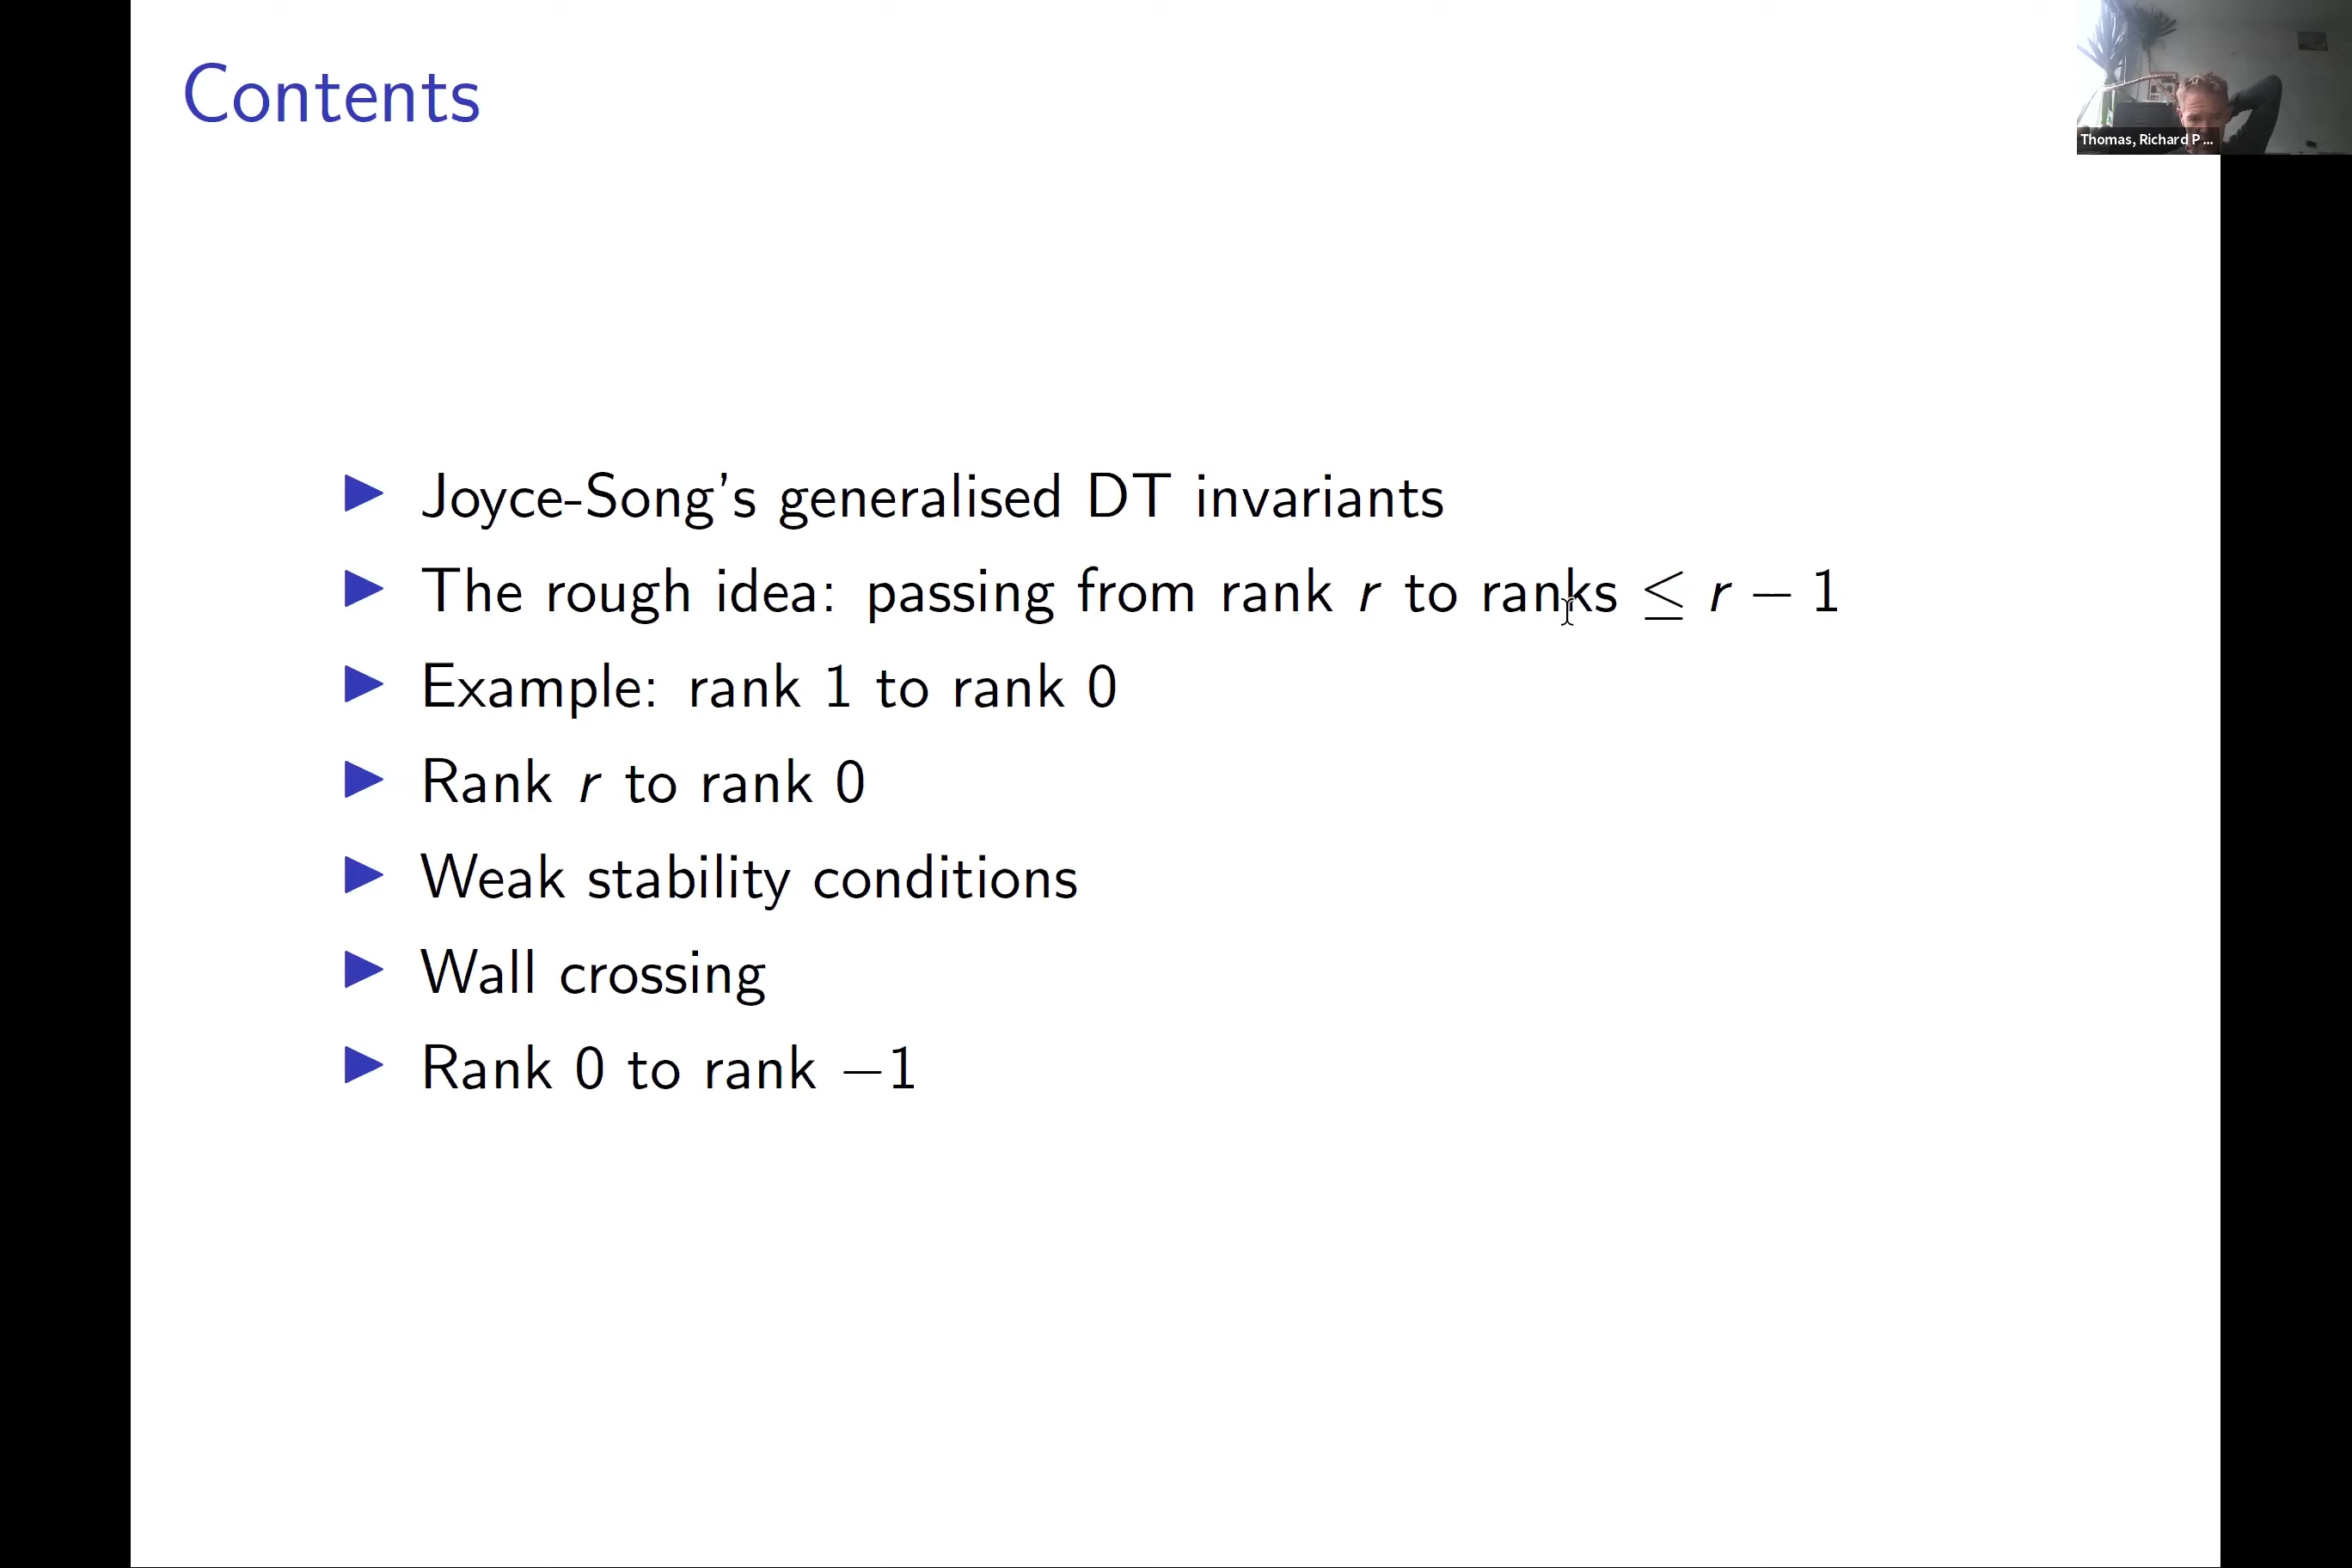 Contents
Thomas, Richard P ...
▶ Joyce-Song's generalised DT invariants
▶ The rough idea: passing from rank r to ranks ≤ r − 1
▶ Example: rank 1 to rank 0
▶ Rank r to rank 0
▶ Weak stability conditions
▶ Wall crossing
▶ Rank 0 to rank −1